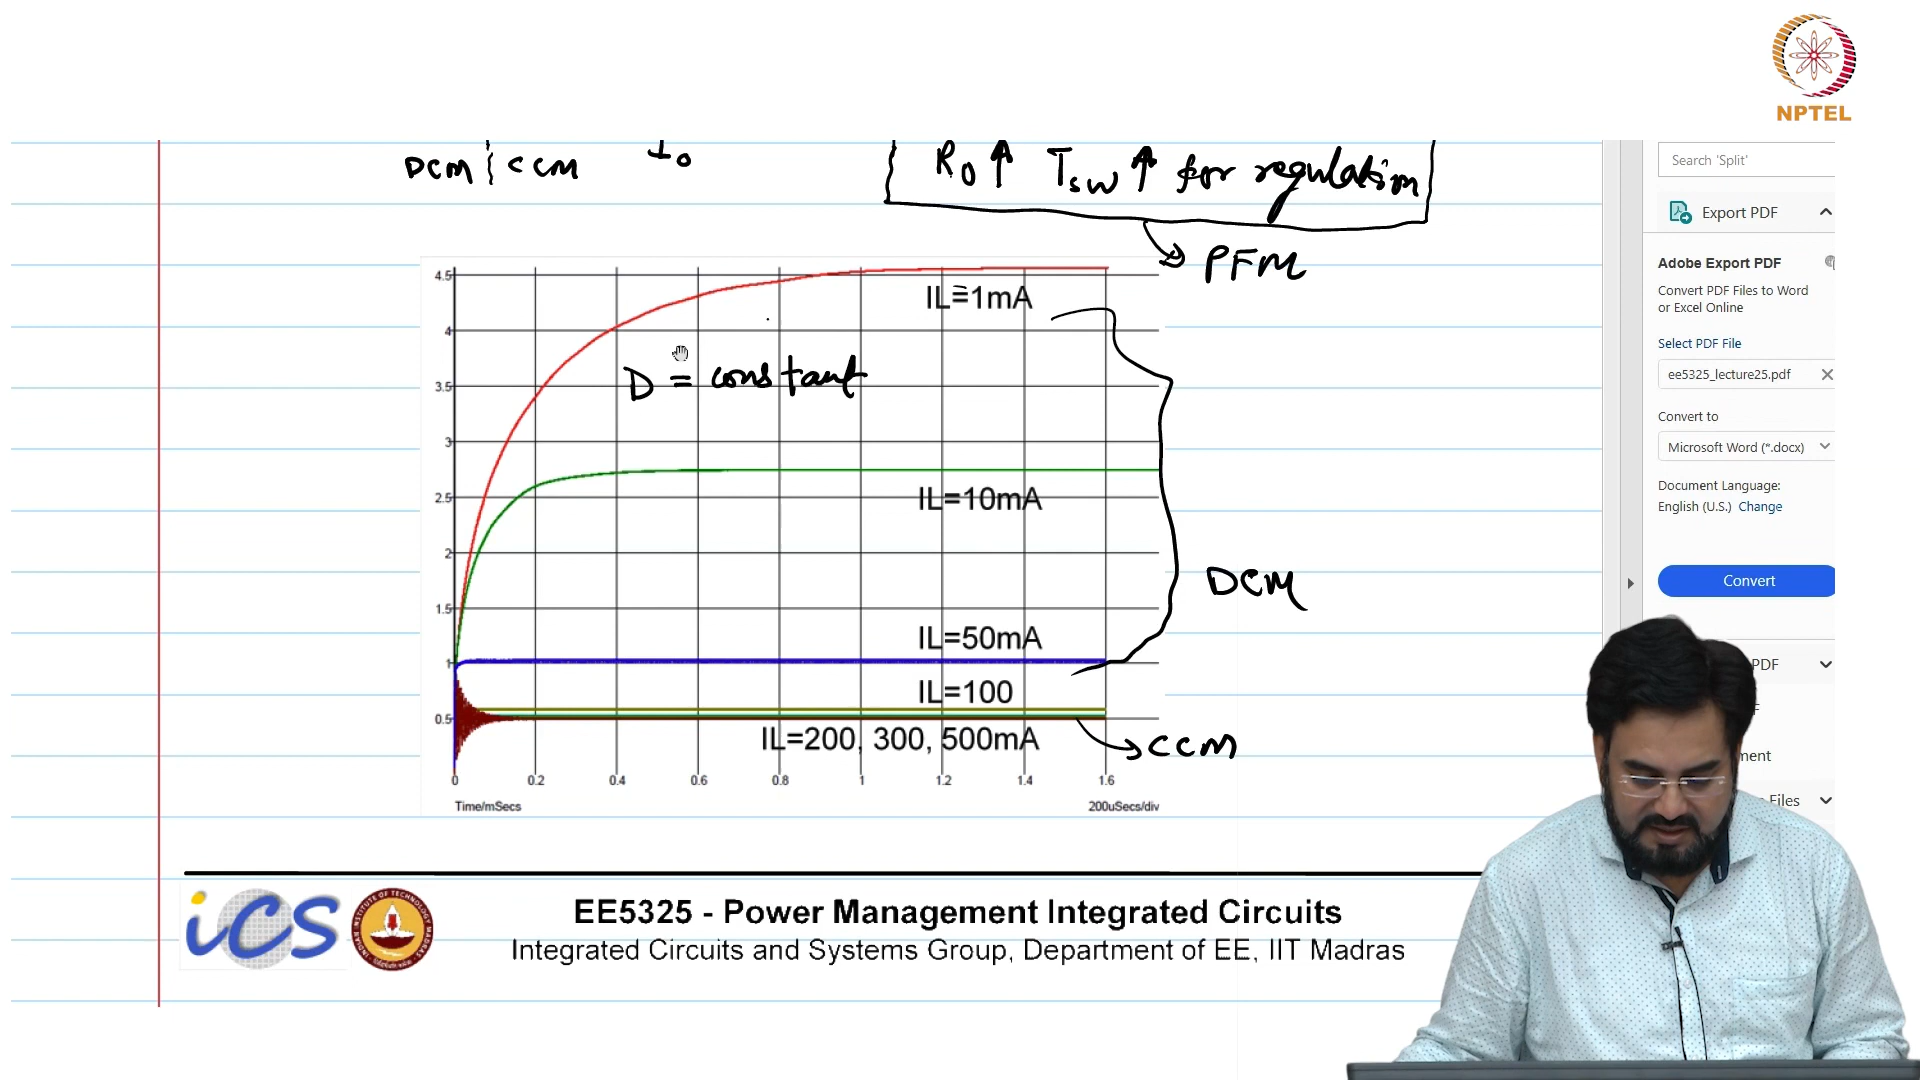 NPTEL
DCM | CCM Io
Ro ↑ Tsw ↑ for regulation
PFM
4.5
4
3.5
3
2.5
2
1.5
1
0.5
IL=1mA
D = constant
IL=10mA
DCM
IL=50mA
IL=100
IL=200, 300, 500mA
CCM
0 0.2 0.4 0.6 0.8 1 1.2 1.4 1.6
Time/mSecs 200uSecs/div
iCS
EE5325 - Power Management Integrated Circuits
Integrated Circuits and Systems Group, Department of EE, IIT Madras
Search 'Split'
Export PDF
Adobe Export PDF
Convert PDF Files to Word
or Excel Online
Select PDF File
ee5325_lecture25.pdf
Convert to
Microsoft Word (*.docx)
Document Language:
English (U.S.) Change
Convert
PDF
ment
Files